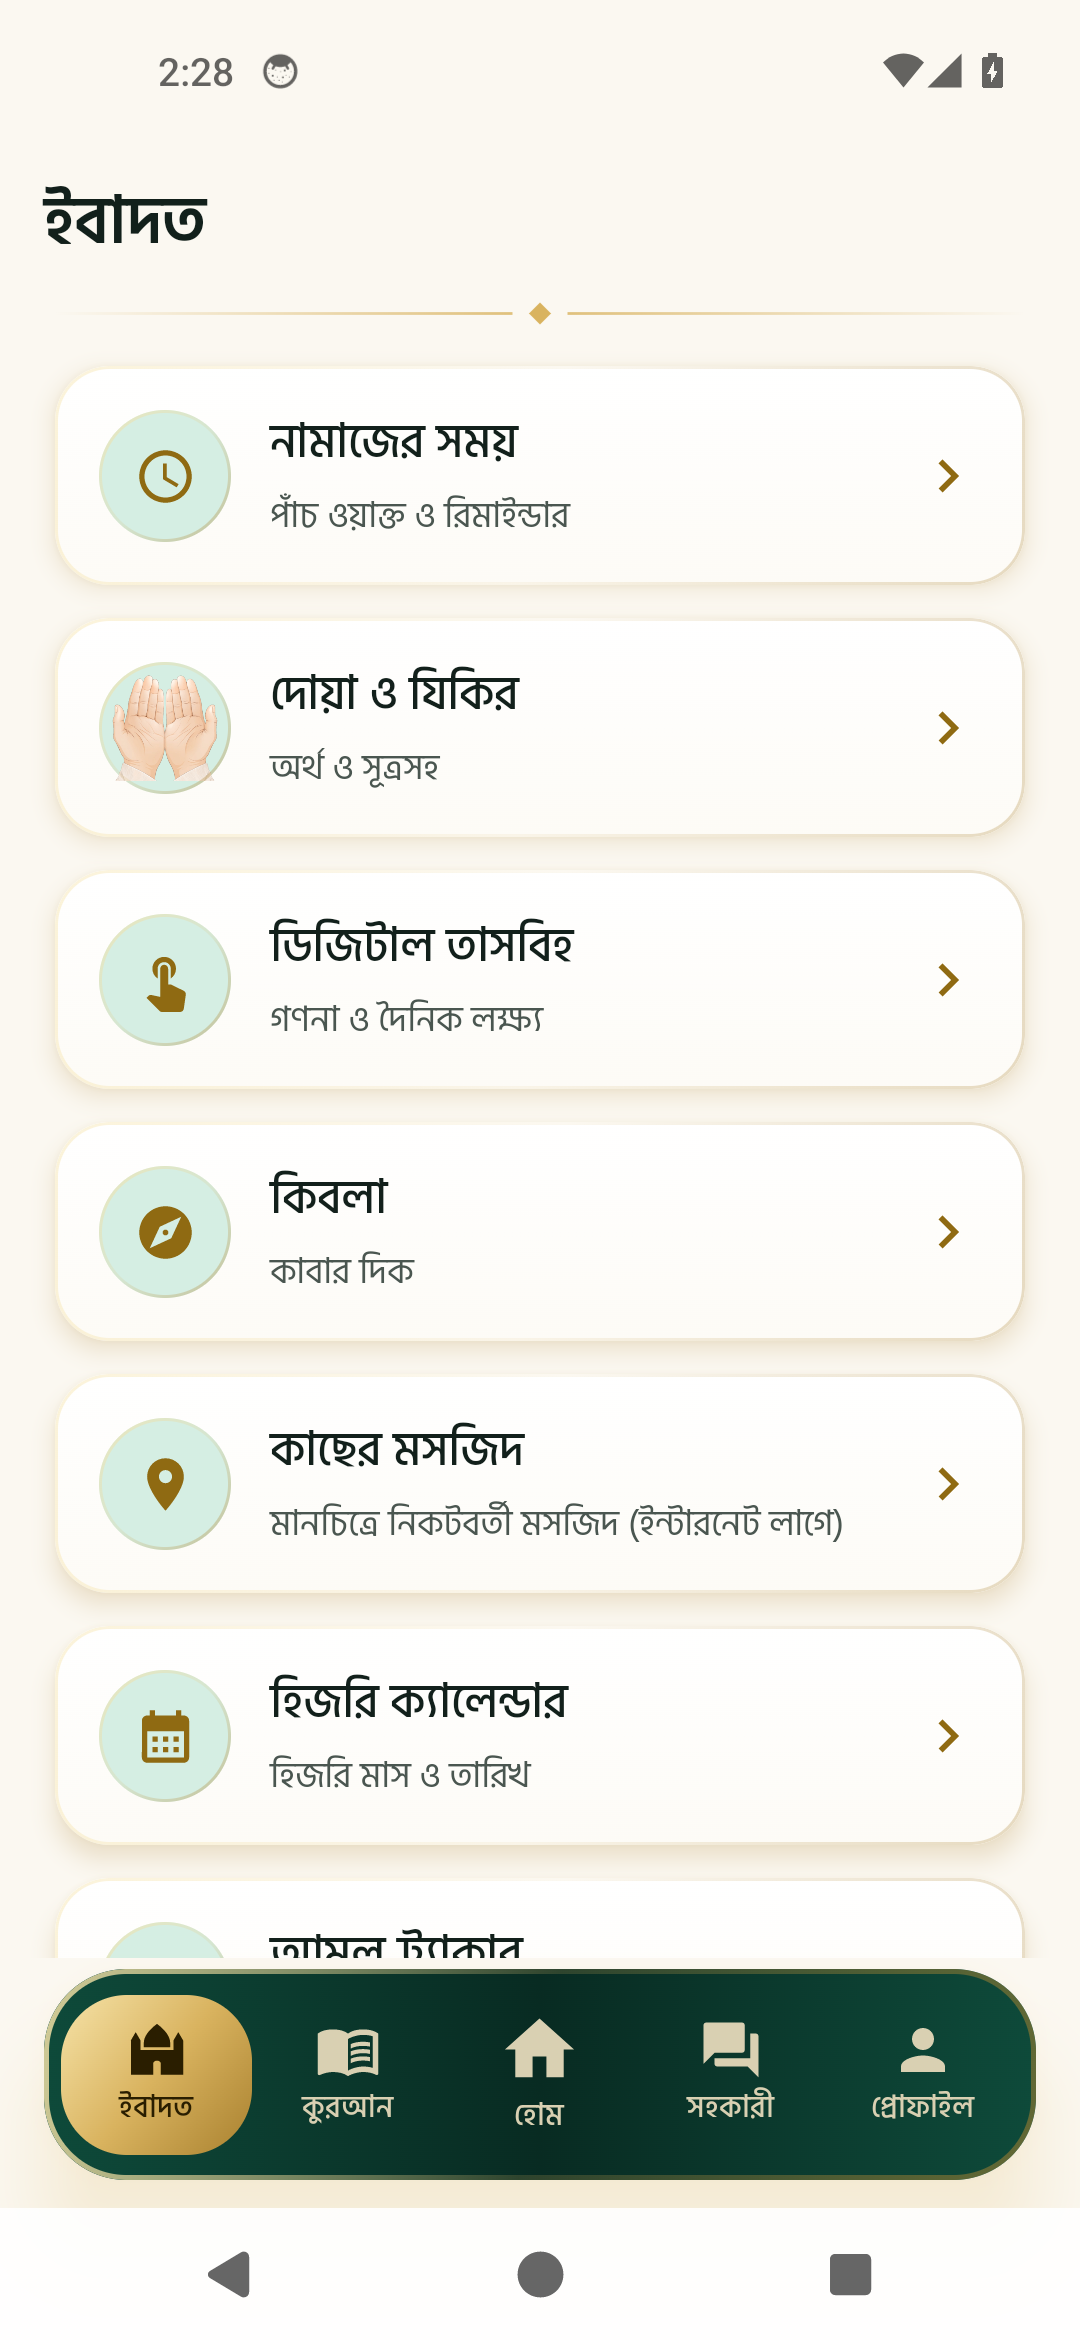 2:28
ইবাদত
নামাজের সময়
পাঁচ ওয়াক্ত ও রিমাইন্ডার
দোয়া ও যিকির
অর্থ ও সূত্রসহ
ডিজিটাল তাসবিহ
গণনা ও দৈনিক লক্ষ্য
কিবলা
কাবার দিক
কাছের মসজিদ
মানচিত্রে নিকটবর্তী মসজিদ (ইন্টারনেট লাগে)
হিজরি ক্যালেন্ডার
হিজরি মাস ও তারিখ
আমল ট্র্যাকার
ইবাদত
কুরআন
হোম
সহকারী
প্রোফাইল